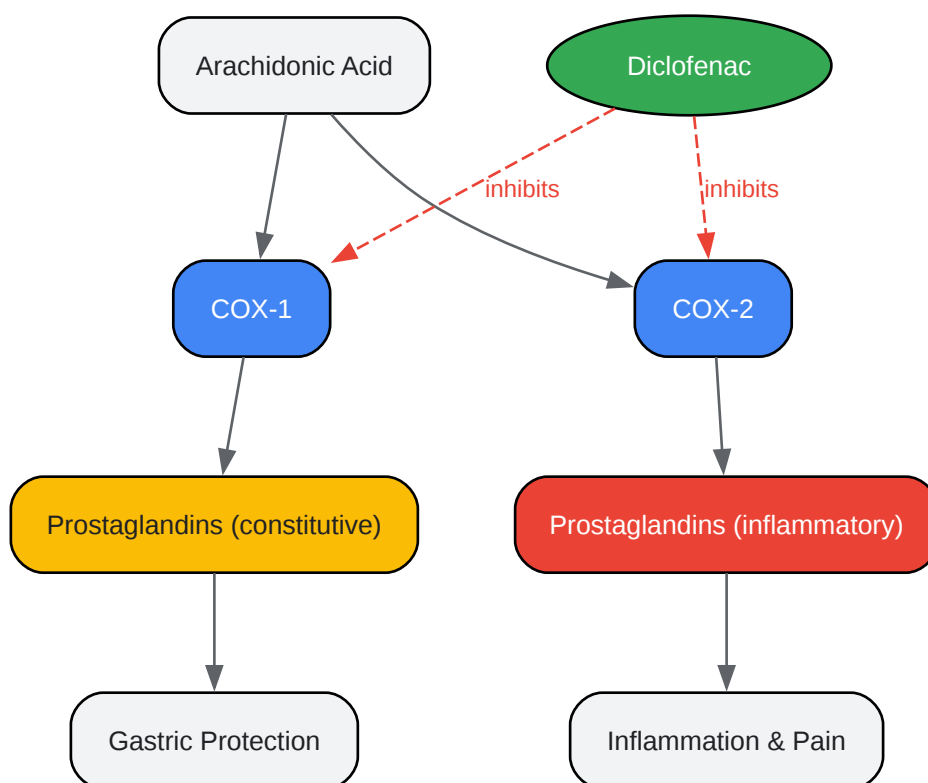 Arachidonic Acid
Diclofenac
inhibits
inhibits
COX-1
COX-2
Prostaglandins (constitutive)
Prostaglandins (inflammatory)
Gastric Protection
Inflammation & Pain